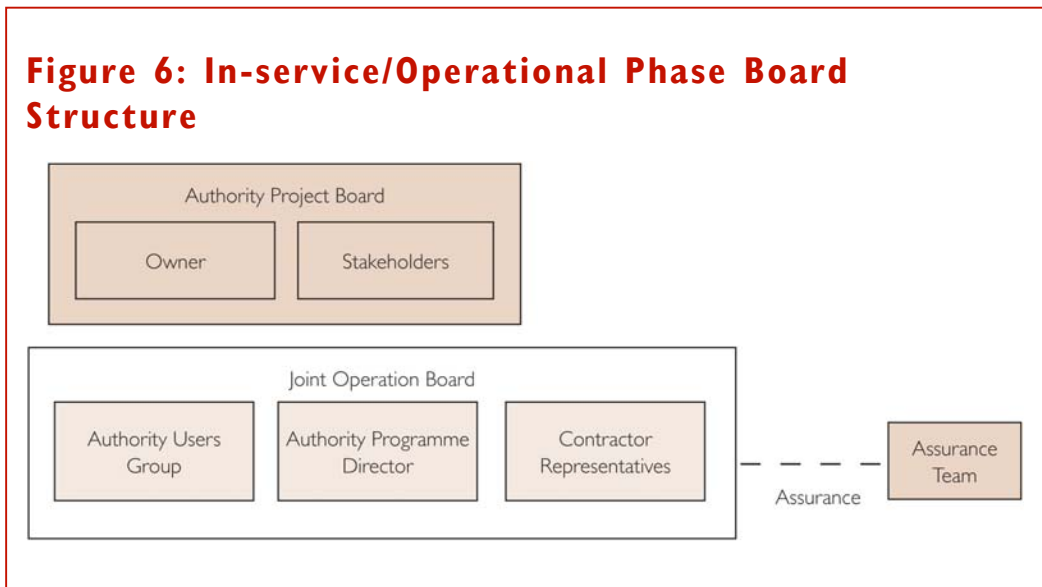 Figure 6: In-service/Operational Phase Board
Structure
Authority Project Board
Owner
Stakeholders
Joint Operation Board
Authority Users
Group
Authority Programme
Director
Contractor
Representatives
Assurance
Assurance
Team